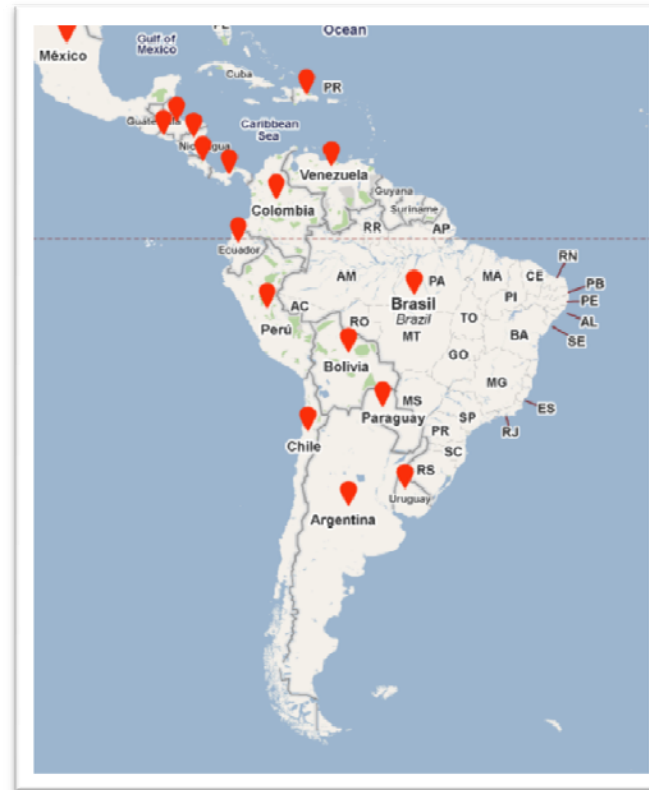 Ocean
Gulf of
Mexico
México
Cuba
PR
Caribbean
Sea
Venezuela
Guyana
Suriname
Colombia
RR
AP
Ecuador
RN
AM
PA
MA
CE
PB
PI
PE
AC
Brasil
Brazil
TO
AL
Perú
RO
MT
BA
SE
GO
Bolivia
MG
MS
ES
Paraguay
SP
RJ
PR
Chile
SC
RS
Uruguay
Argentina